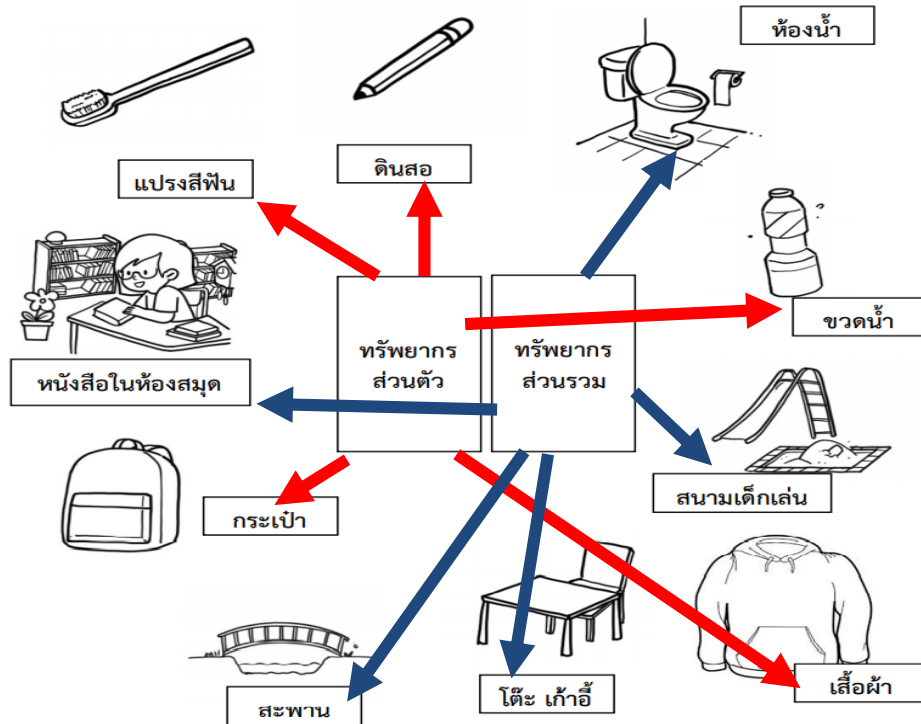 ห้องน้ำ
ดินสอ
แปรงสีฟัน
ขวดน้ำ
ทรัพยากร
ส่วนตัว
ทรัพยากร
ส่วนรวม
หนังสือในห้องสมุด
สนามเด็กเล่น
กระเป๋า
เสื้อผ้า
โต๊ะ เก้าอี้
สะพาน